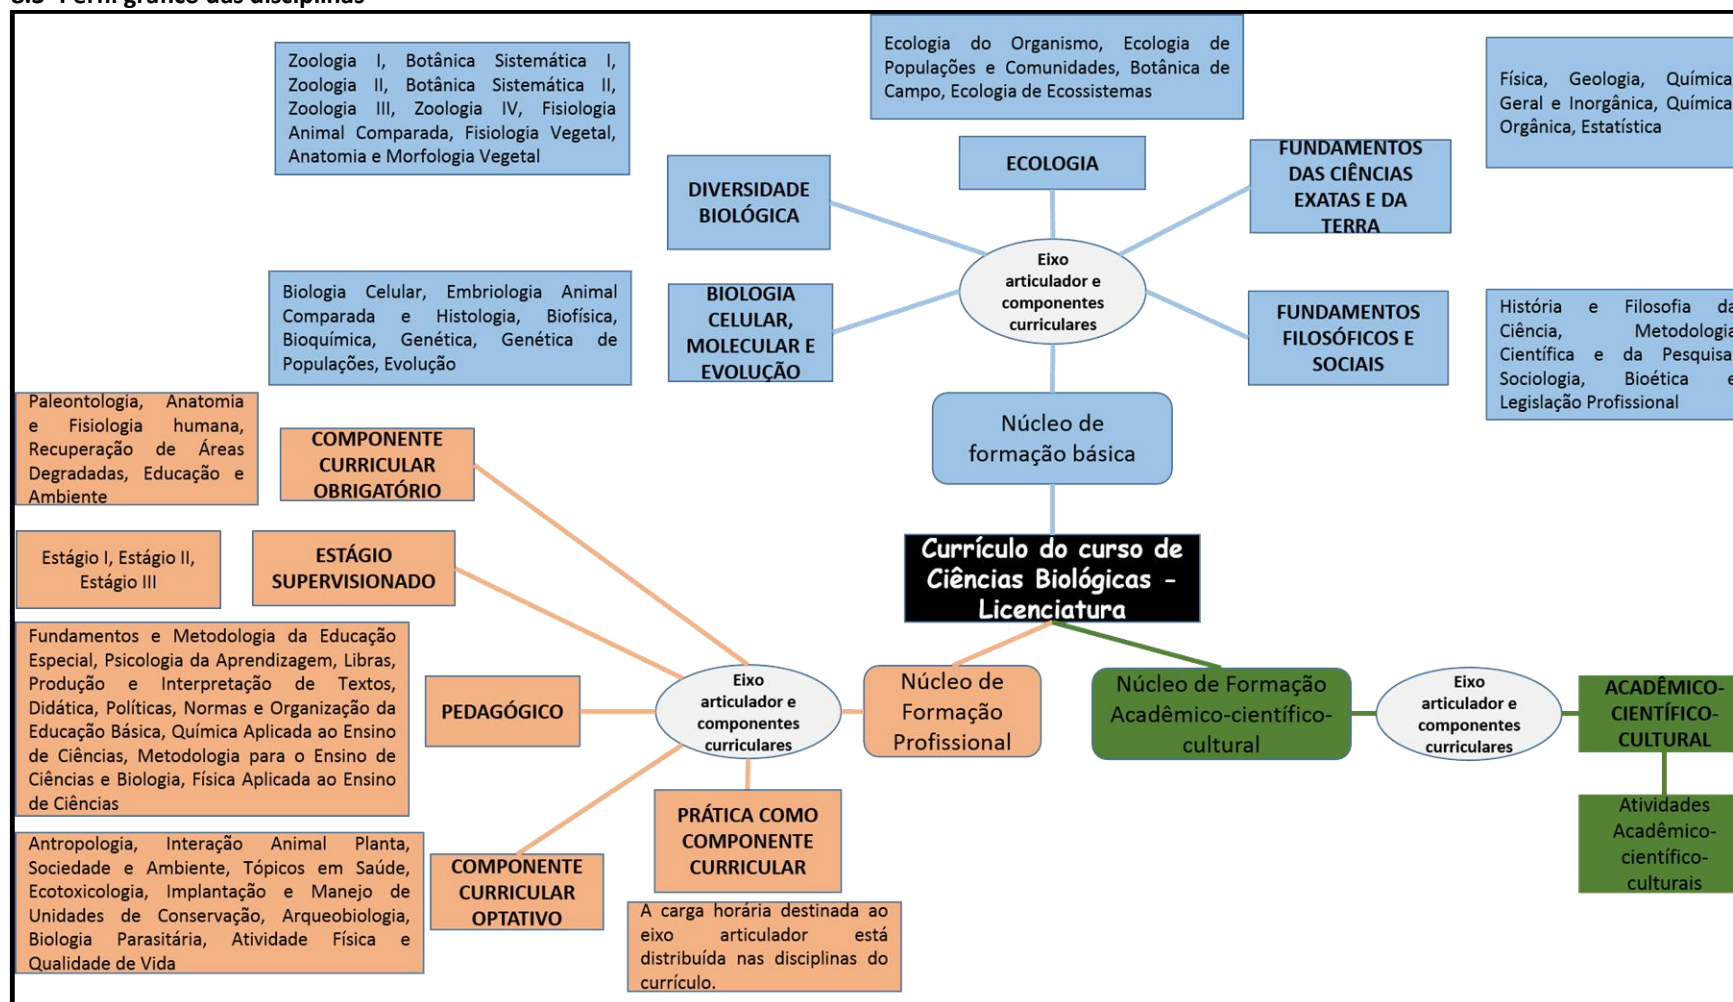 Zoologia I, Botânica Sistemática I,
Zoologia II, Botânica Sistemática II,
Zoologia III, Zoologia IV, Fisiologia
Animal Comparada, Fisiologia Vegetal,
Anatomia e Morfologia Vegetal
Ecologia do Organismo, Ecologia de
Populações e Comunidades, Botânica de
Campo, Ecologia de Ecossistemas
Física, Geologia, Química
Geral e Inorgânica, Química
Orgânica, Estatística
DIVERSIDADE
BIOLÓGICA
ECOLOGIA
FUNDAMENTOS
DAS CIÊNCIAS
EXATAS E DA
TERRA
Eixo
articulador e
componentes
curriculares
Biologia Celular, Embriologia Animal
Comparada e Histologia, Biofísica,
Bioquímica, Genética, Genética de
Populações, Evolução
BIOLOGIA
CELULAR,
MOLECULAR E
EVOLUÇÃO
FUNDAMENTOS
FILOSÓFICOS E
SOCIAIS
História e Filosofia da
Ciência, Metodologia
Científica e da Pesquisa
Sociologia, Bioética e
Legislação Profissional
Núcleo de
formação básica
Paleontologia, Anatomia
e Fisiologia humana,
Recuperação de Áreas
Degradadas, Educação e
Ambiente
COMPONENTE
CURRICULAR
OBRIGATÓRIO
Estágio I, Estágio II,
Estágio III
ESTÁGIO
SUPERVISIONADO
Currículo do curso de
Ciências Biológicas -
Licenciatura
Fundamentos e Metodologia da Educação
Especial, Psicologia da Aprendizagem, Libras,
Produção e Interpretação de Textos,
Didática, Políticas, Normas e Organização da
Educação Básica, Química Aplicada ao Ensino
de Ciências, Metodologia para o Ensino de
Ciências e Biologia, Física Aplicada ao Ensino
de Ciências
PEDAGÓGICO
Eixo
articulador e
componentes
curriculares
Núcleo de
Formação
Profissional
Núcleo de Formação
Acadêmico-científico-
cultural
Eixo
articulador e
componentes
curriculares
ACADÊMICO-
CIENTÍFICO-
CULTURAL
Atividades
Acadêmico-
científico-
culturais
Antropologia, Interação Animal Planta,
Sociedade e Ambiente, Tópicos em Saúde,
Ecotoxicologia, Implantação e Manejo de
Unidades de Conservação, Arqueobiologia,
Biologia Parasitária, Atividade Física e
Qualidade de Vida
COMPONENTE
CURRICULAR
OPTATIVO
PRÁTICA COMO
COMPONENTE
CURRICULAR
A carga horária destinada ao
eixo articulador está
distribuída nas disciplinas do
currículo.